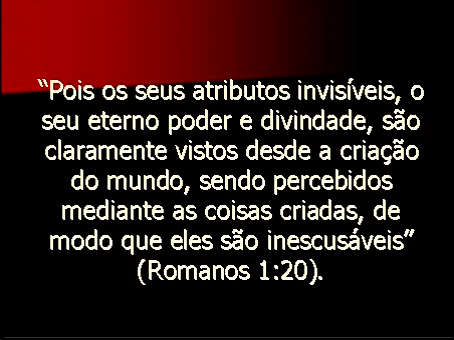 “Pois os seus atributos invisíveis, o
seu eterno poder e divindade, são
claramente vistos desde a criação
do mundo, sendo percebidos
mediante as coisas criadas, de
modo que eles são inescusáveis”
(Romanos 1:20).